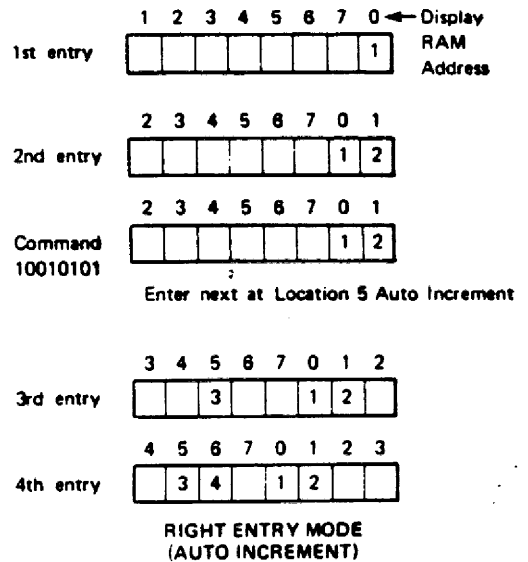 1 2 3 4 5 6 7 0 ← Display
RAM
Address
1st entry
1
2 3 4 5 6 7 0 1
2nd entry 1 2
2 3 4 5 6 7 0 1
Command 1 2
10010101
Enter next at Location 5 Auto Increment
3 4 5 6 7 0 1 2
3rd entry 3 1 2
4 5 6 7 0 1 2 3
4th entry 3 4 1 2
RIGHT ENTRY MODE
(AUTO INCREMENT)